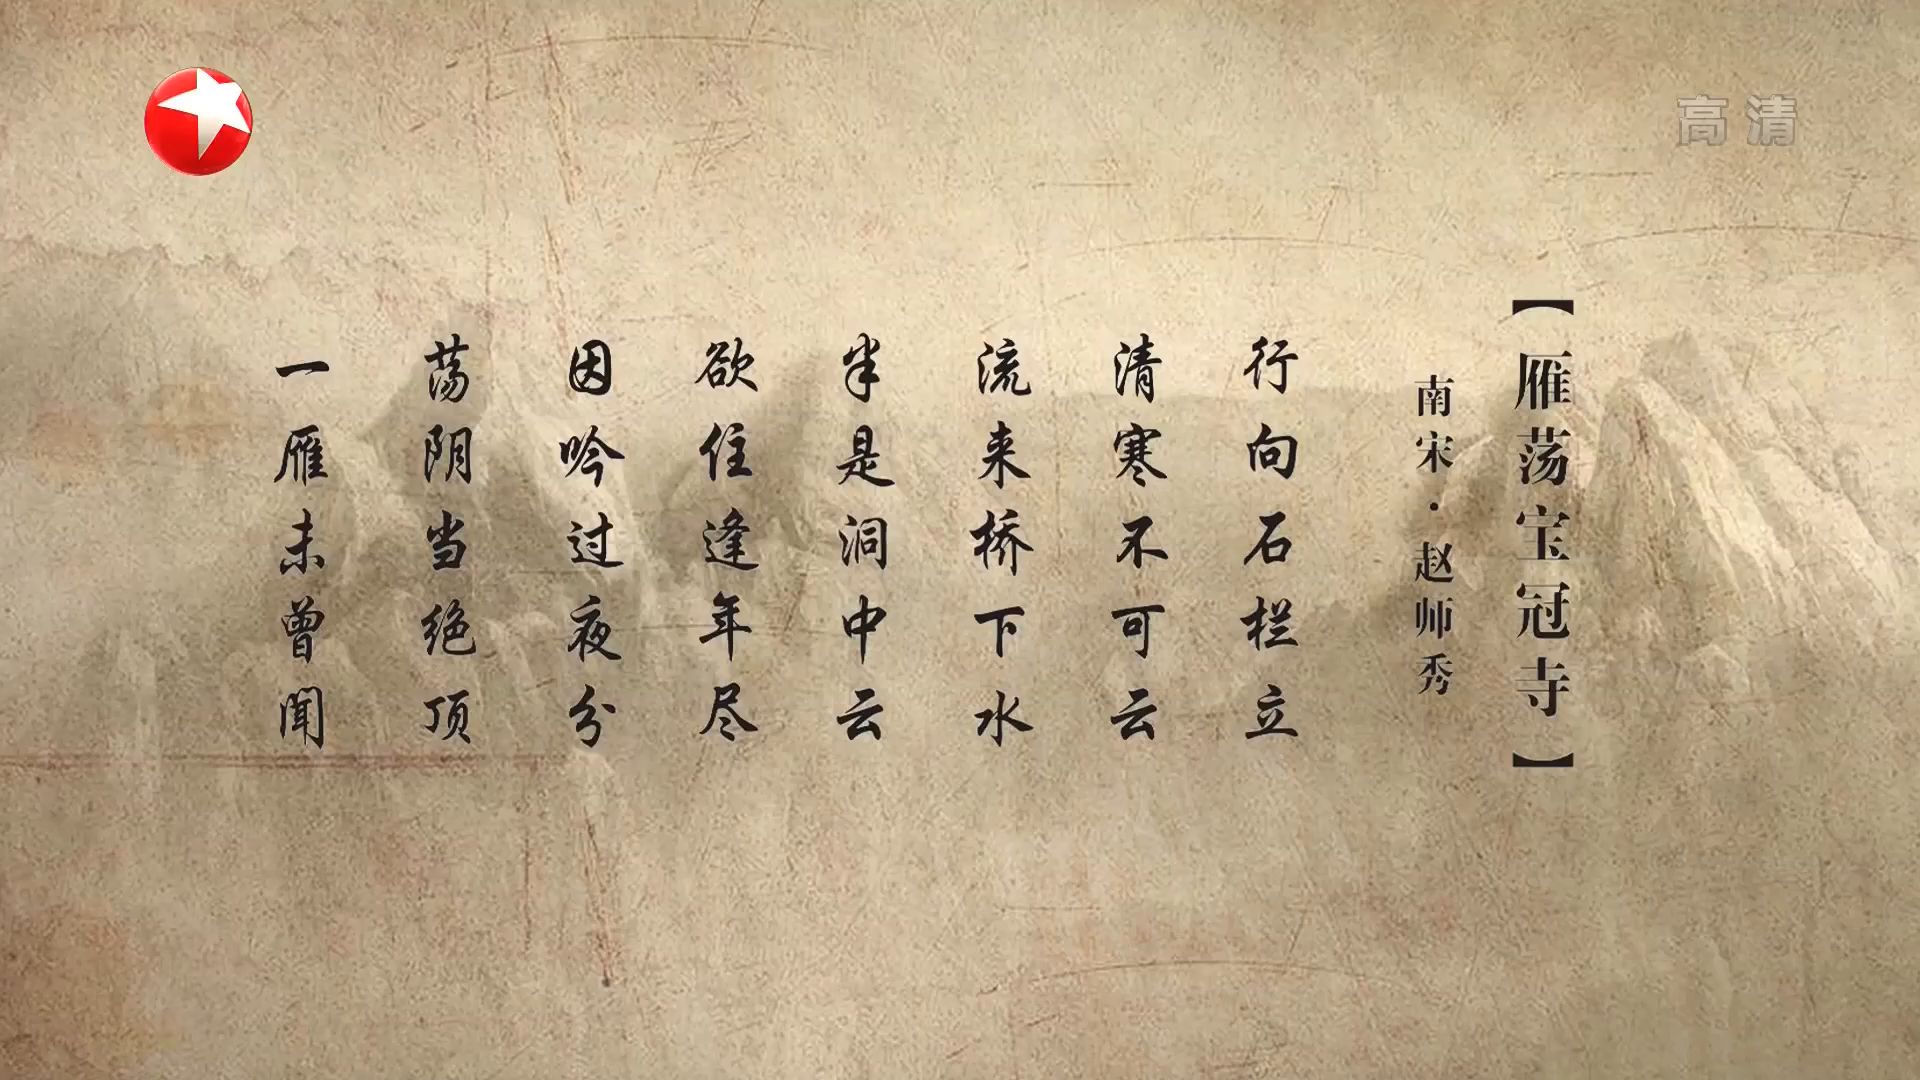 高清
【雁荡宝冠寺】
南宋·赵师秀
行向石栏立
清寒不可云
流来桥下水
半是洞中云
欲住逢年尽
因吟过夜分
荡阴当绝顶
一雁未曾闻